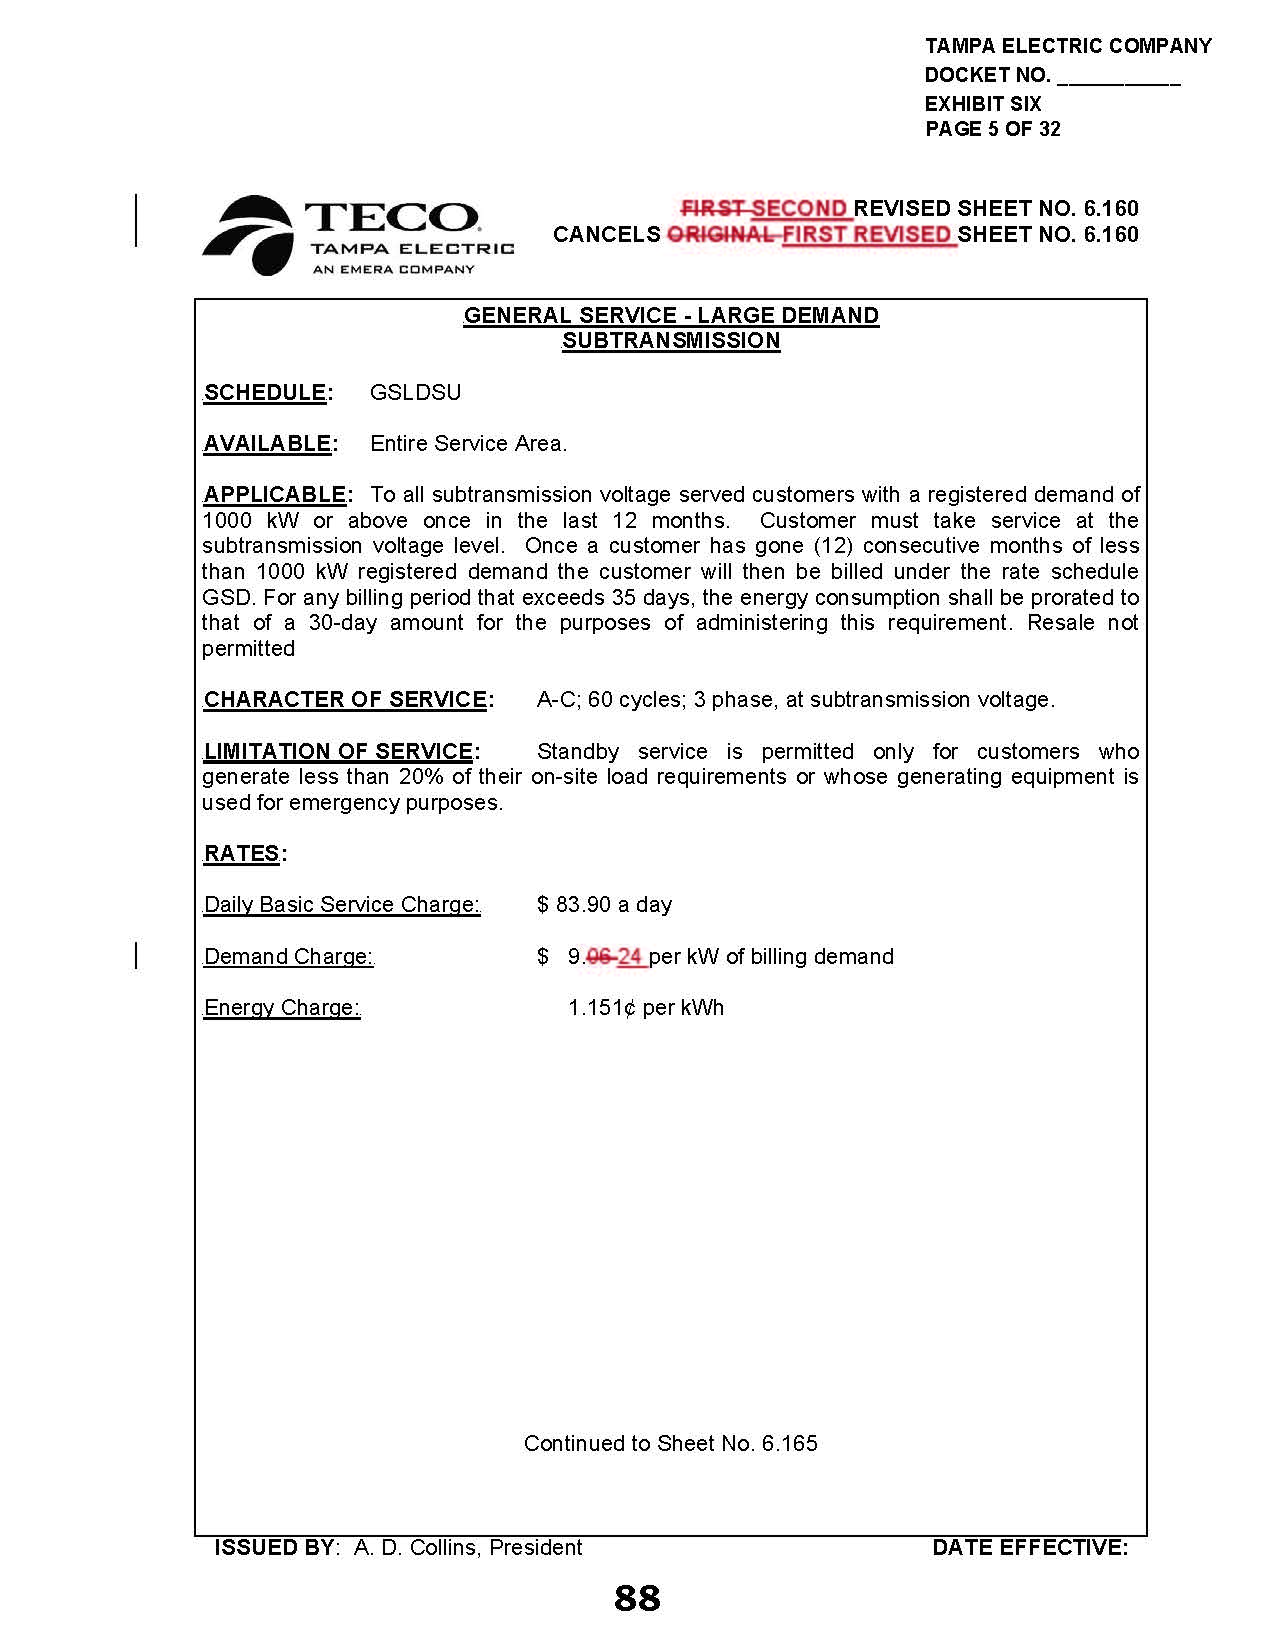 TAMPA ELECTRIC COMPANY
DOCKET NO. ___________
EXHIBIT SIX
PAGE 5 OF 32
TECO.
TAMPA ELECTRIC
AN EMERA COMPANY
FIRST SECOND REVISED SHEET NO. 6.160
CANCELS ORIGINAL FIRST REVISED SHEET NO. 6.160
GENERAL SERVICE - LARGE DEMAND
SUBTRANSMISSION
SCHEDULE: GSLDSU
AVAILABLE: Entire Service Area.
APPLICABLE: To all subtransmission voltage served customers with a registered demand of
1000 kW or above once in the last 12 months. Customer must take service at the
subtransmission voltage level. Once a customer has gone (12) consecutive months of less
than 1000 kW registered demand the customer will then be billed under the rate schedule
GSD. For any billing period that exceeds 35 days, the energy consumption shall be prorated to
that of a 30-day amount for the purposes of administering this requirement. Resale not
permitted
CHARACTER OF SERVICE: A-C; 60 cycles; 3 phase, at subtransmission voltage.
LIMITATION OF SERVICE: Standby service is permitted only for customers who
generate less than 20% of their on-site load requirements or whose generating equipment is
used for emergency purposes.
RATES:
Daily Basic Service Charge: $ 83.90 a day
Demand Charge: $ 9.06 24 per kW of billing demand
Energy Charge: 1.151¢ per kWh
Continued to Sheet No. 6.165
ISSUED BY: A. D. Collins, President DATE EFFECTIVE:
88